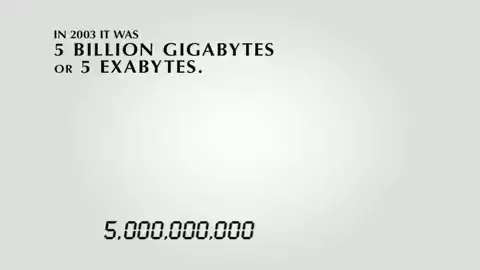 IN 2003 IT WAS
5 BILLION GIGABYTES
OR 5 EXABYTES.
5,000,000,000